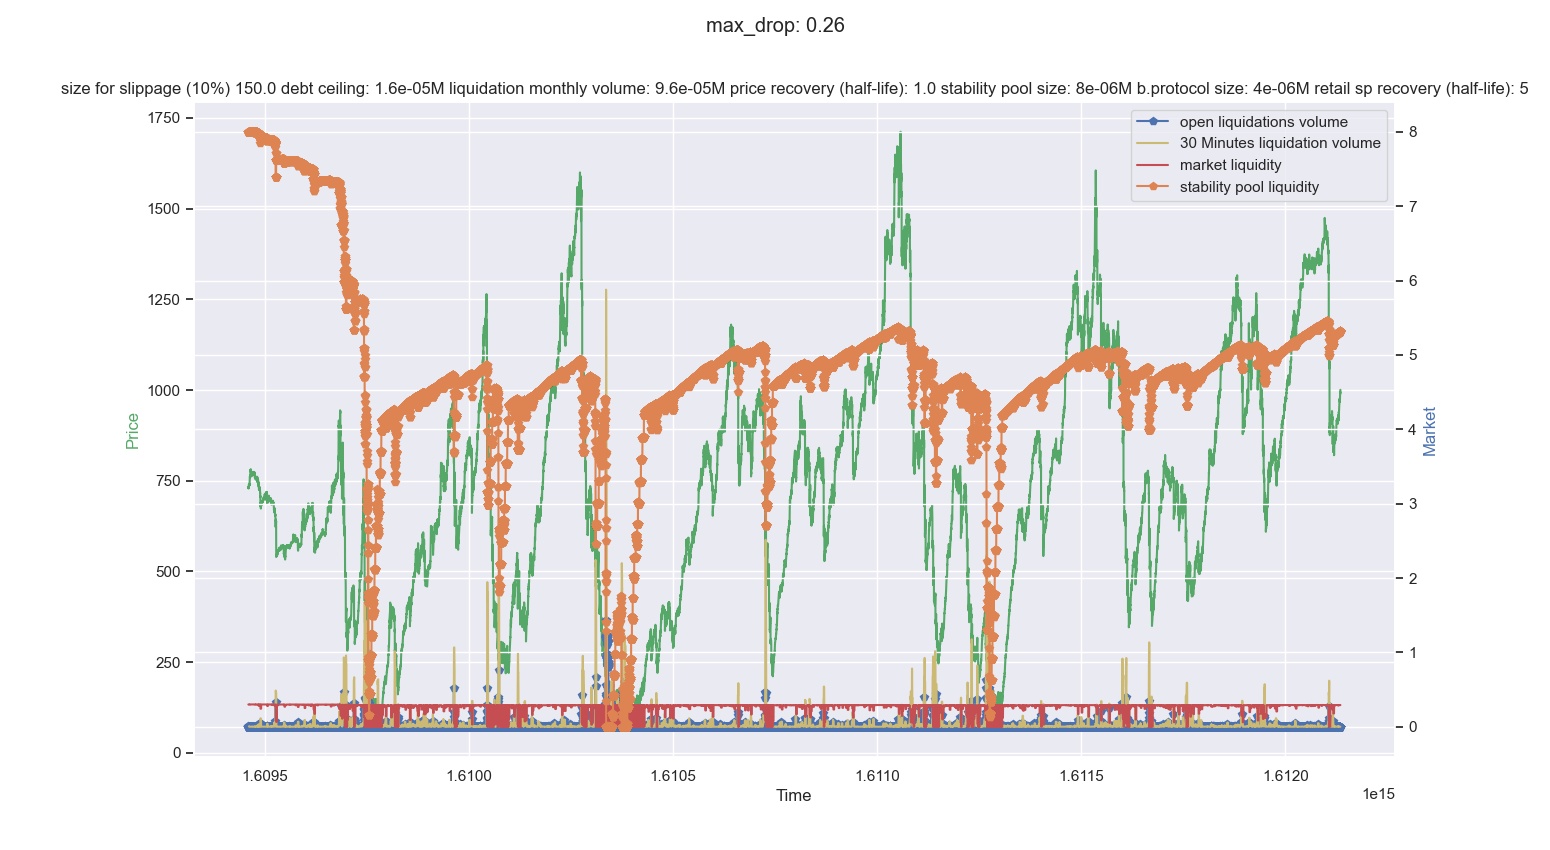 max_drop: 0.26
size for slippage (10%) 150.0 debt ceiling: 1.6e-05M liquidation monthly volume: 9.6e-05M price recovery (half-life): 1.0 stability pool size: 8e-06M b.protocol size: 4e-06M retail sp recovery (half-life): 5
open liquidations volume
30 Minutes liquidation volume
market liquidity
stability pool liquidity
1750
1500
1250
1000
750
500
250
0
Price
8
7
6
5
4
3
2
1
0
Market
1.6095 1.6100 1.6105 1.6110 1.6115 1.6120
Time
1e15